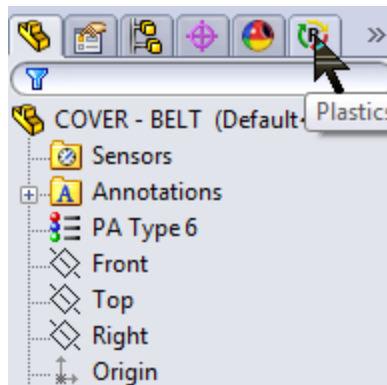 »
COVER - BELT (Default
Plastics
Sensors
A Annotations
PA Type 6
Front
Top
Right
Origin